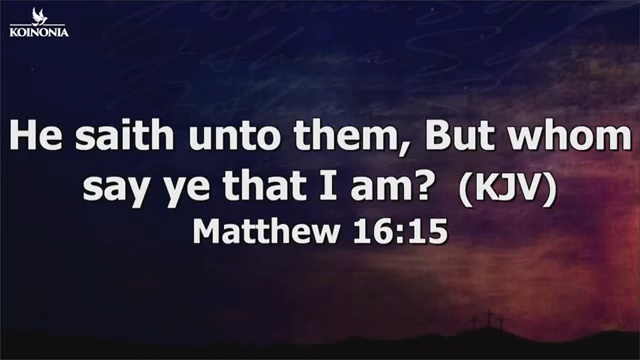 KOINONIA
He saith unto them, But whom
say ye that I am? (KJV)
Matthew 16:15